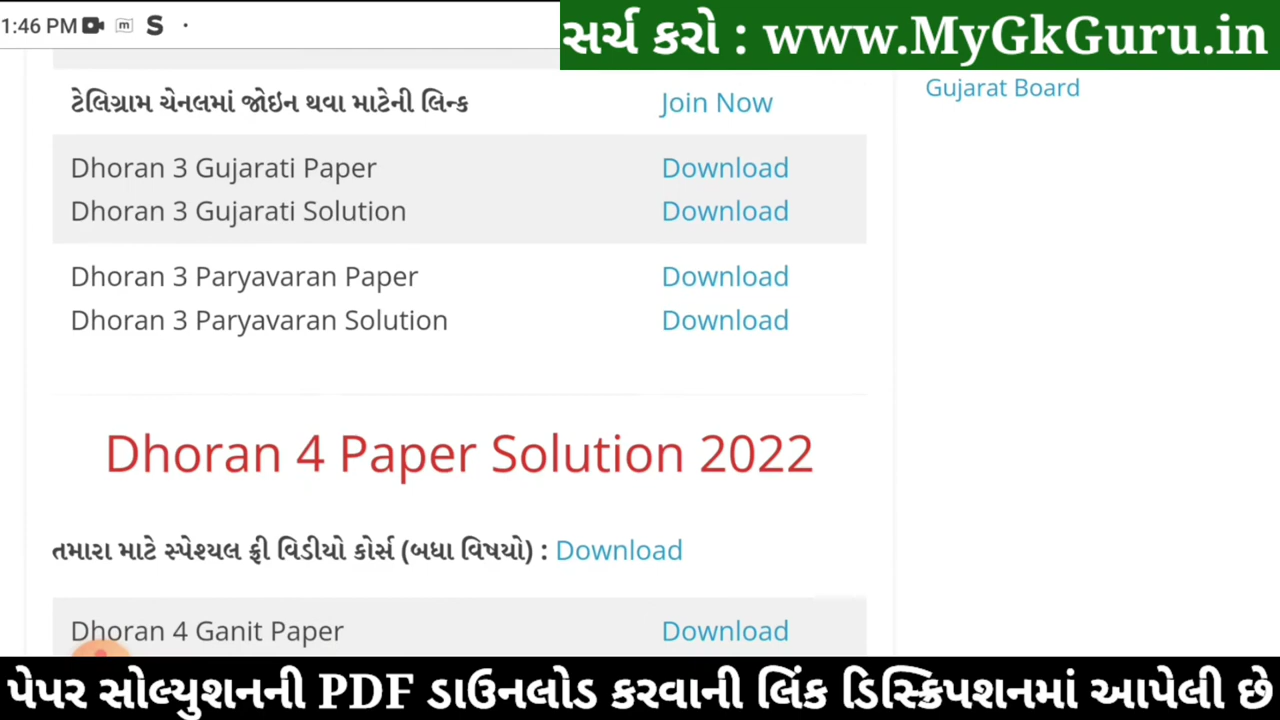 1:46 PM m S
સર્ચ કરો : www.MyGkGuru.in
Gujarat Board
ટેલિગ્રામ ચેનલમાં જોઇન થવા માટેની લિન્ક Join Now
Dhoran 3 Gujarati Paper Download
Dhoran 3 Gujarati Solution Download
Dhoran 3 Paryavaran Paper Download
Dhoran 3 Paryavaran Solution Download
Dhoran 4 Paper Solution 2022
તમારા માટે સ્પેશ્યલ ફ્રી વિડીયો કોર્સ (બધા વિષયો) : Download
Dhoran 4 Ganit Paper Download
પેપર સોલ્યુશનની PDF ડાઉનલોડ કરવાની લિંક ડિસ્ક્રિપશનમાં આપેલી છે